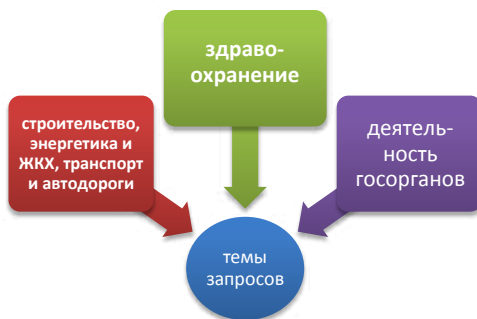 здраво-
охранение
строительство,
энергетика и
ЖКХ, транспорт
и автодороги
деятель-
ность
госорганов
темы
запросов